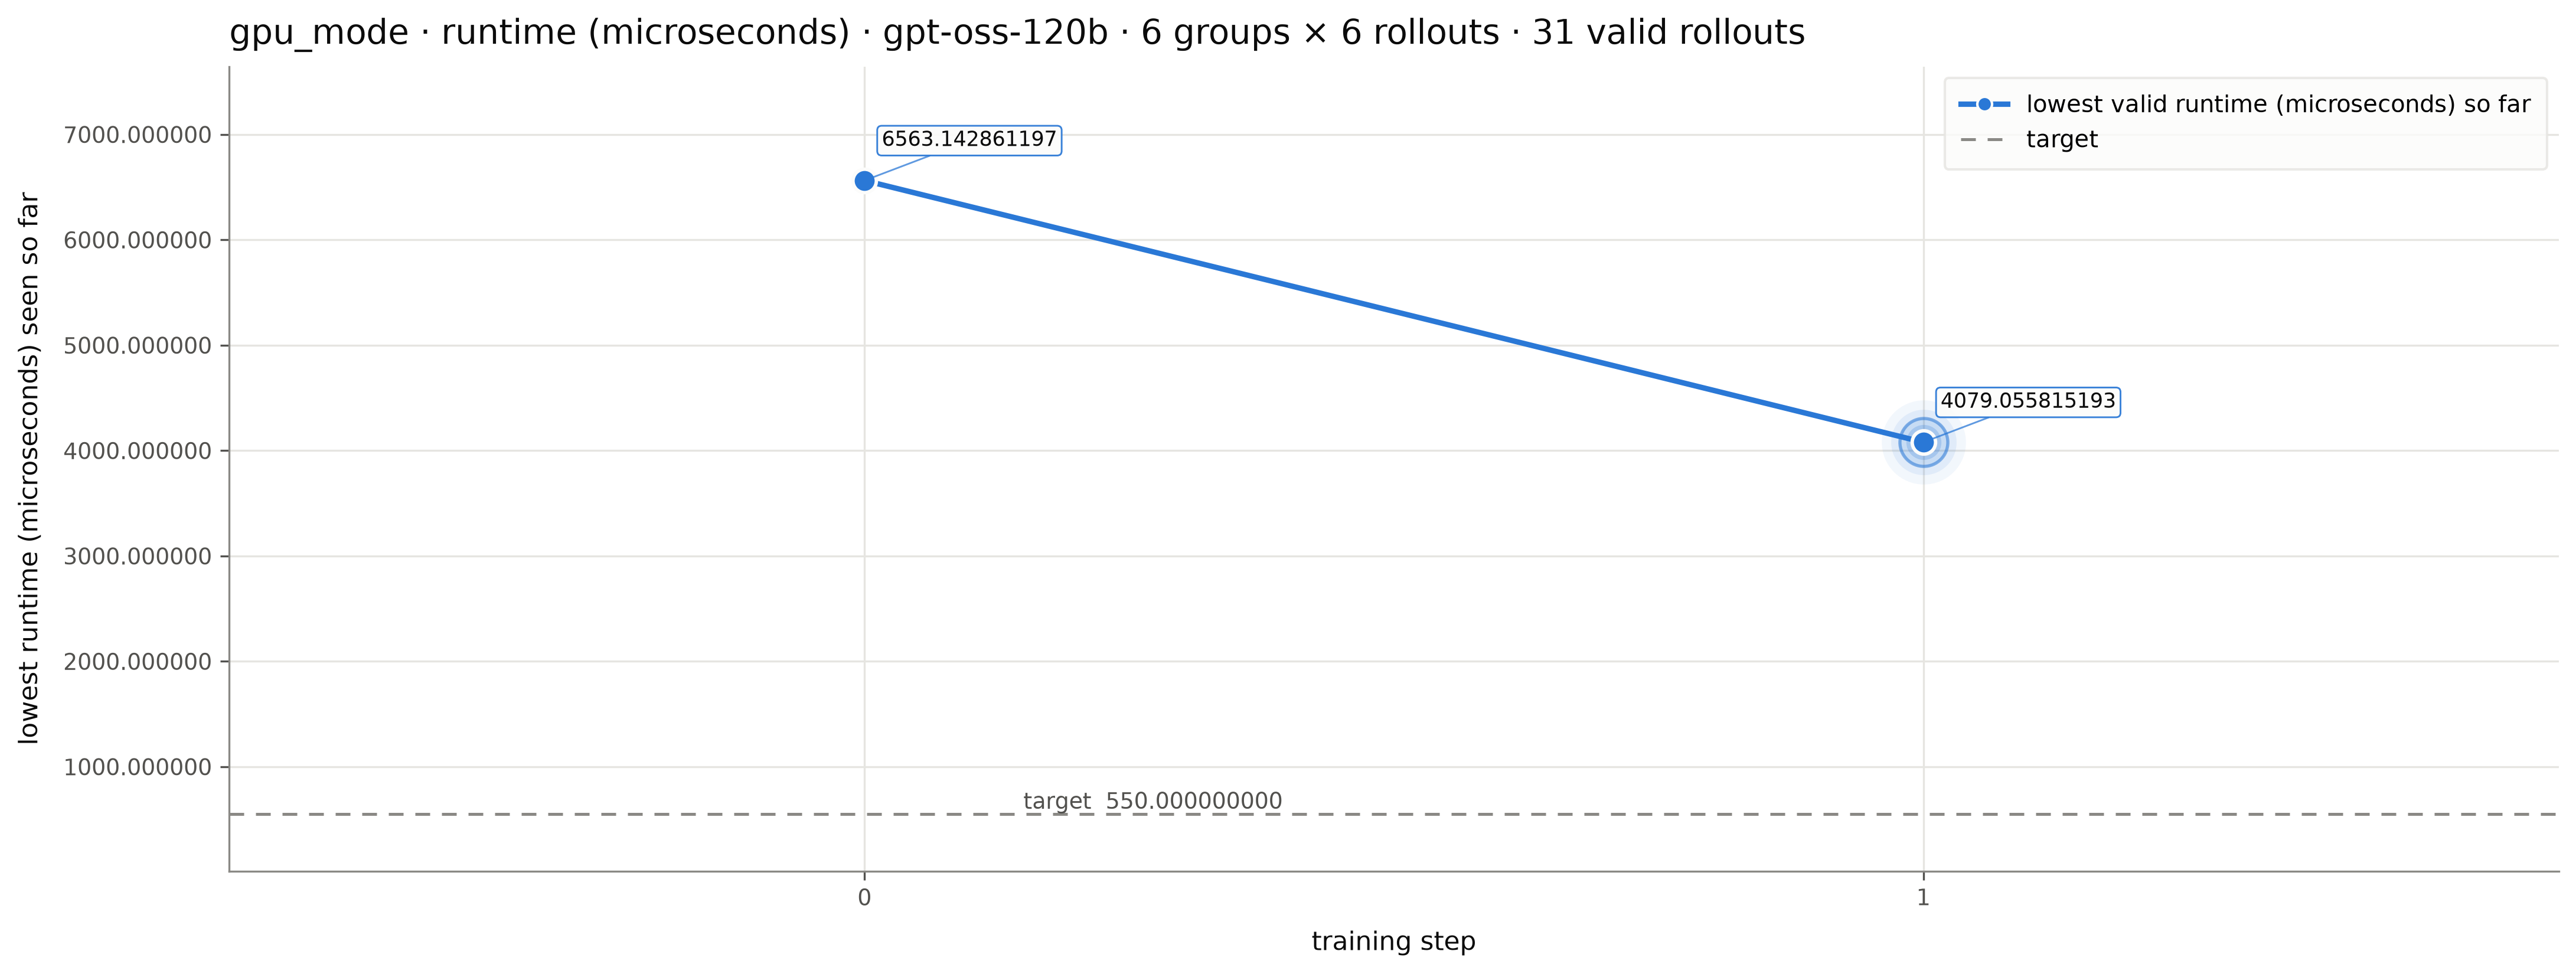 gpu_mode · runtime (microseconds) · gpt-oss-120b · 6 groups × 6 rollouts · 31 valid rollouts
lowest valid runtime (microseconds) so far
target
lowest runtime (microseconds) seen so far
7000.000000
6000.000000
5000.000000
4000.000000
3000.000000
2000.000000
1000.000000
6563.142861197
4079.055815193
target 550.000000000
0
1
training step